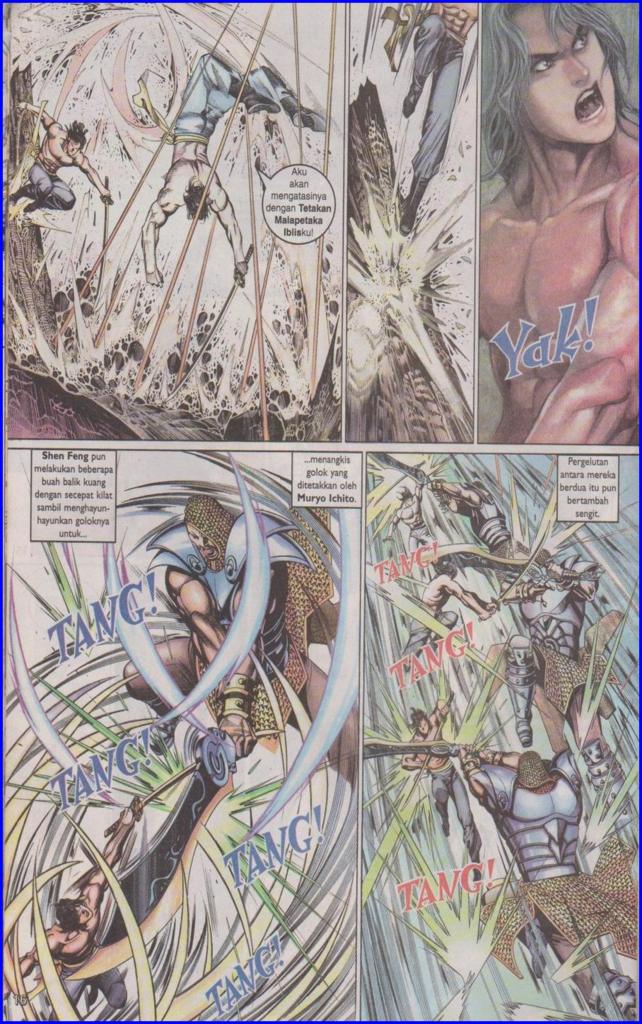 Aku
akan
mengatasinya
dengan Tetakan
Malapetaka
Iblisku!
Yak!
Shen Feng pun
melakukan beberapa
buah balik kuang
dengan secepat kilat
sambil menghayun-
hayunkan goloknya
untuk...
...menangkis
golok yang
ditetakkan oleh
Muryo Ichito.
TANG!
TANG!
TANG!
TANG!
Pergelutan
antara mereka
berdua itu pun
bertambah
sengit.
TANG!
TANG!
TANG!
16